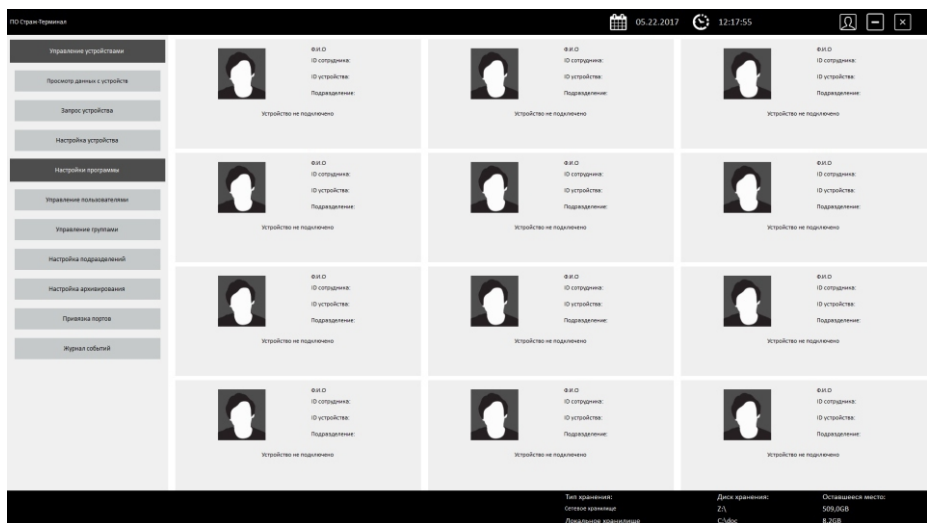 ПО Страж-Терминал
05.22.2017
12:17:55
Управление устройствами
Просмотр данных с устройств
Запрос устройства
Настройка устройства
Настройки программы
Управление пользователями
Управление группами
Настройка подразделений
Настройка архивирования
Привязка портов
Журнал событий
Ф.И.О
ID сотрудника:
ID устройства:
Подразделение:
Устройство не подключено
Ф.И.О
ID сотрудника:
ID устройства:
Подразделение:
Устройство не подключено
Ф.И.О
ID сотрудника:
ID устройства:
Подразделение:
Устройство не подключено
Ф.И.О
ID сотрудника:
ID устройства:
Подразделение:
Устройство не подключено
Ф.И.О
ID сотрудника:
ID устройства:
Подразделение:
Устройство не подключено
Ф.И.О
ID сотрудника:
ID устройства:
Подразделение:
Устройство не подключено
Ф.И.О
ID сотрудника:
ID устройства:
Подразделение:
Устройство не подключено
Ф.И.О
ID сотрудника:
ID устройства:
Подразделение:
Устройство не подключено
Ф.И.О
ID сотрудника:
ID устройства:
Подразделение:
Устройство не подключено
Ф.И.О
ID сотрудника:
ID устройства:
Подразделение:
Устройство не подключено
Ф.И.О
ID сотрудника:
ID устройства:
Подразделение:
Устройство не подключено
Ф.И.О
ID сотрудника:
ID устройства:
Подразделение:
Устройство не подключено
Тип хранения: Диск хранения: Оставшееся место:
Сетевое хранилище Z:\ 509,0GB
Локальное хранилище C:\doc 8,2GB